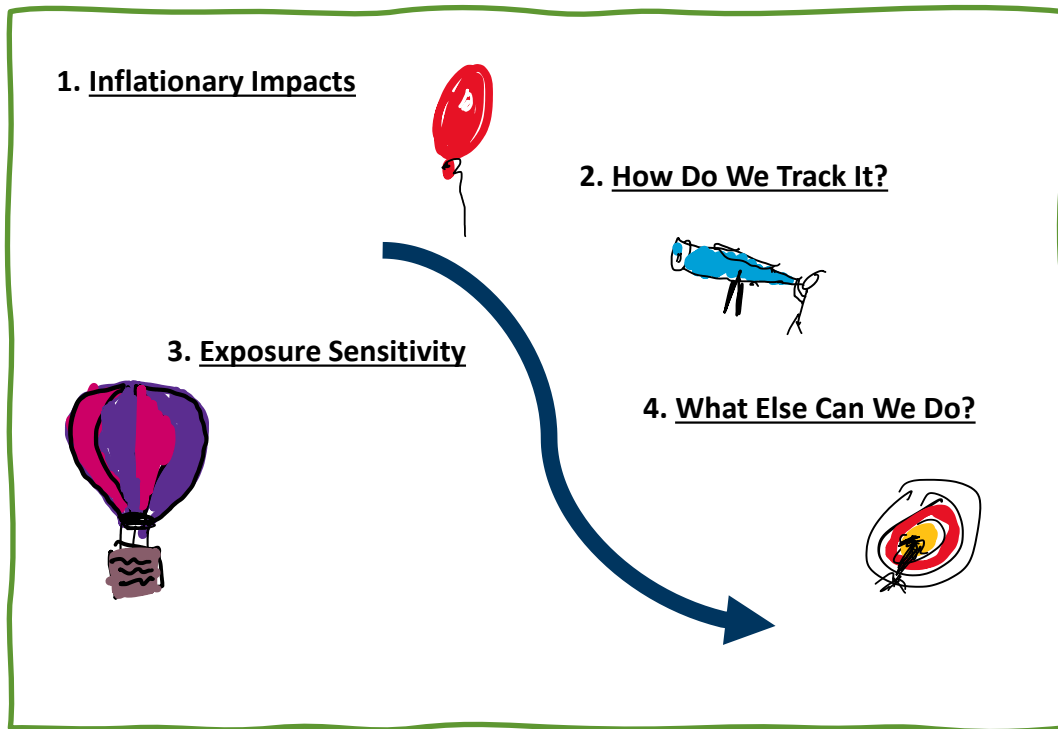 1. Inflationary Impacts
2. How Do We Track It?
3. Exposure Sensitivity
4. What Else Can We Do?